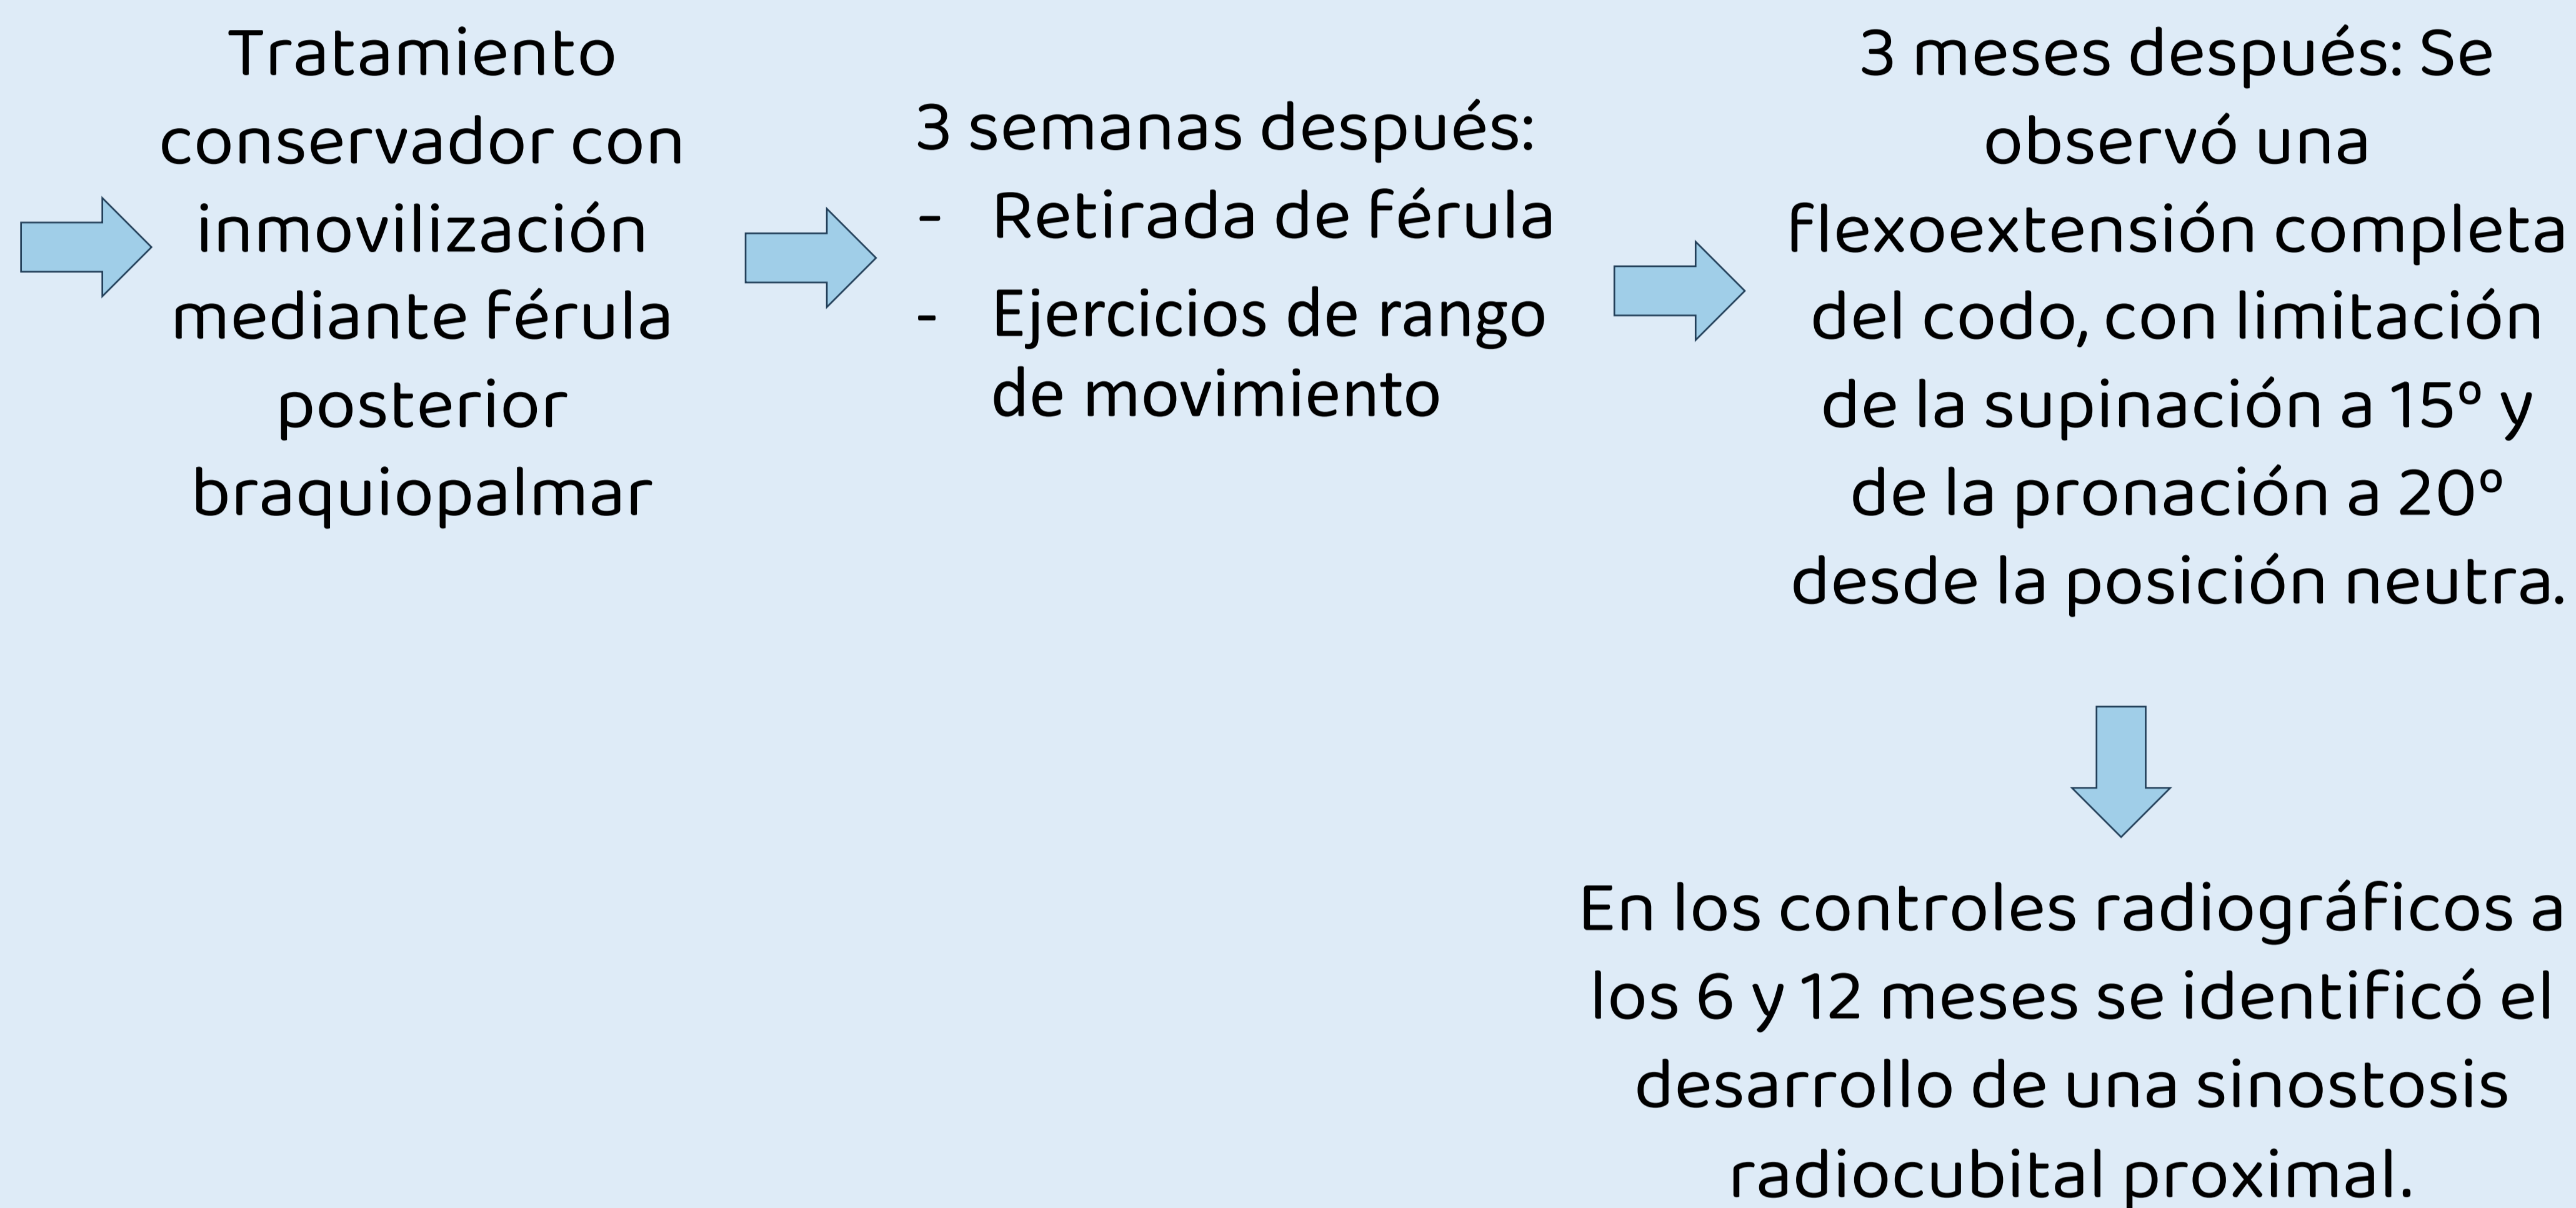 Tratamiento
conservador con
inmovilización
mediante férula
posterior
braquiopalmar
3 semanas después:
- Retirada de férula
- Ejercicios de rango
de movimiento
3 meses después: Se
observó una
flexoextensión completa
del codo, con limitación
de la supinación a 15º y
de la pronación a 20º
desde la posición neutra.
En los controles radiográficos a
los 6 y 12 meses se identificó el
desarrollo de una sinostosis
radiocubital proximal.